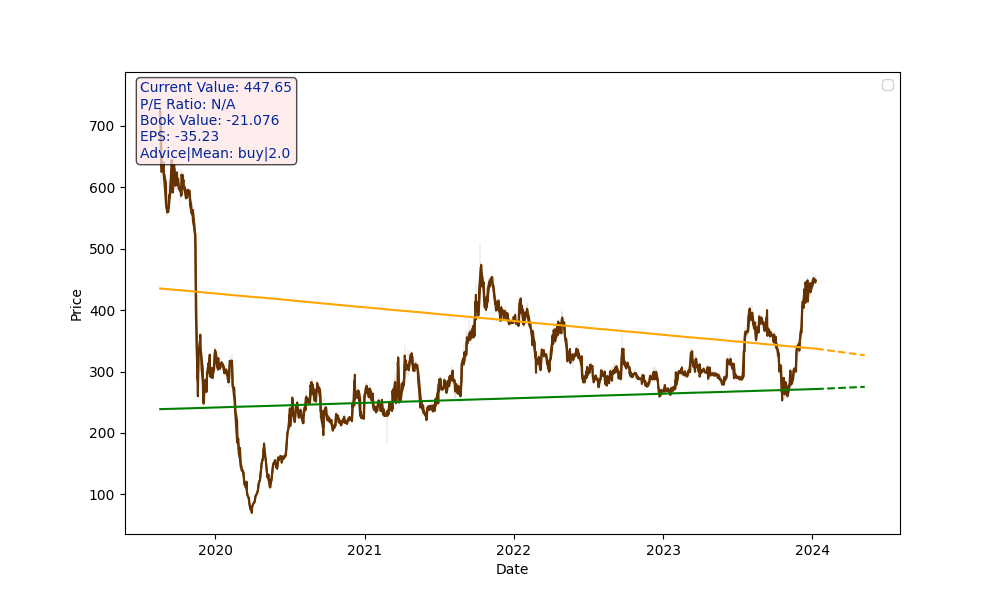 Current Value: 447.65
P/E Ratio: N/A
Book Value: -21.076
EPS: -35.23
Advice|Mean: buy|2.0
700
600
500
400
300
200
100
Price
2020 2021 2022 2023 2024
Date